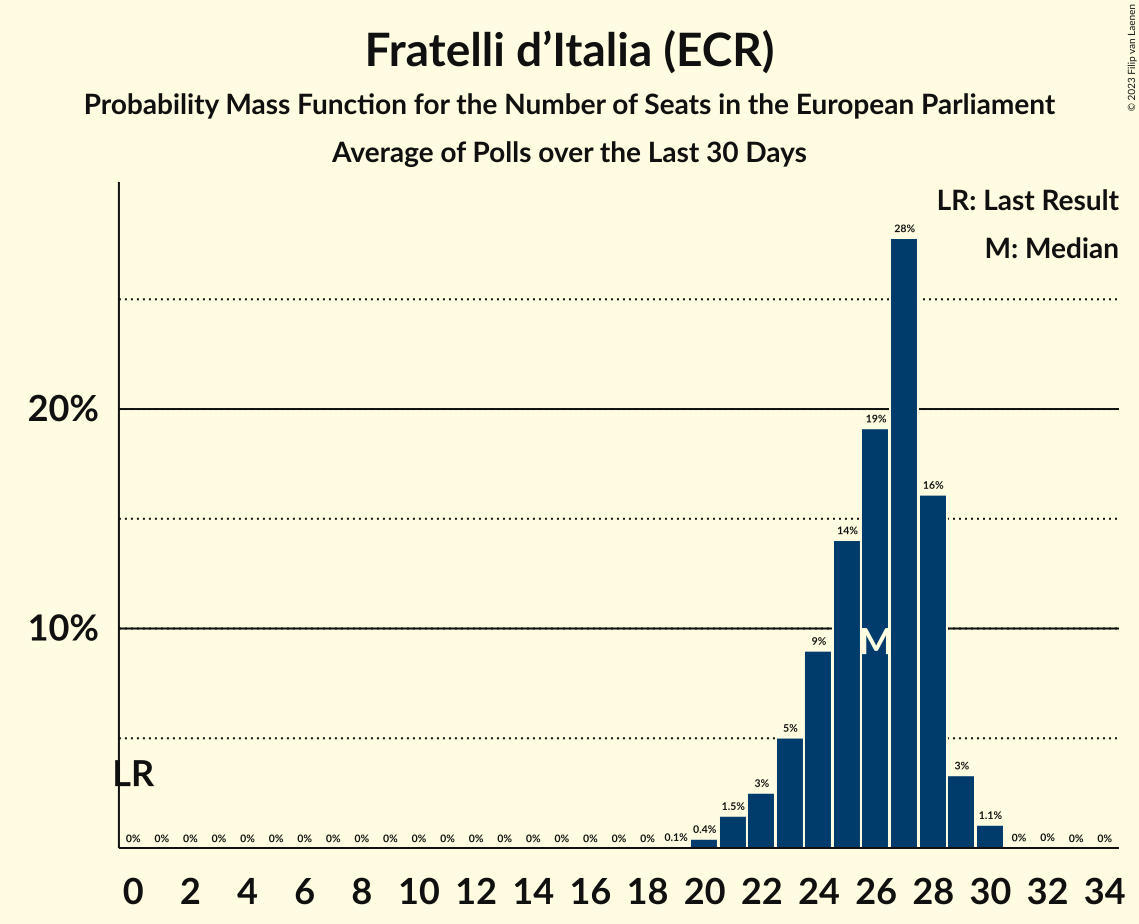 Fratelli d’Italia (ECR)
Probability Mass Function for the Number of Seats in the European Parliament
Average of Polls over the Last 30 Days
© 2023 Filip van Laenen
LR: Last Result
M: Median
20%
10%
LR
M
0% 0% 0% 0% 0% 0% 0% 0% 0% 0% 0% 0% 0% 0% 0% 0% 0% 0% 0% 0.1% 0.4% 1.5% 3% 5% 9% 14% 19% 28% 16% 3% 1.1% 0% 0% 0% 0%
0 2 4 6 8 10 12 14 16 18 20 22 24 26 28 30 32 34